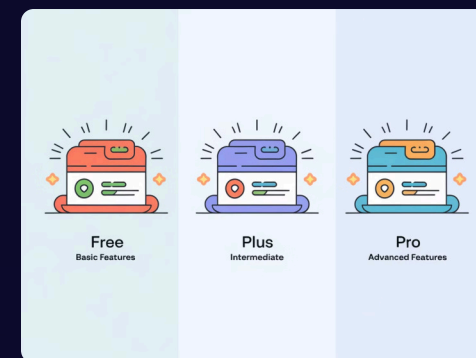 Free
Basic Features
Plus
Intermediate
Pro
Advanced Features